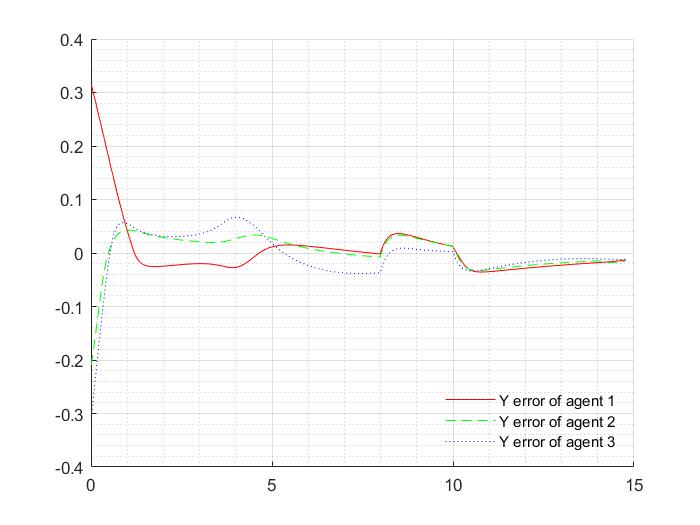 0.4
0.3
0.2
0.1
0
-0.1
-0.2
-0.3
-0.4
Y error of agent 1
Y error of agent 2
Y error of agent 3
0 5 10 15